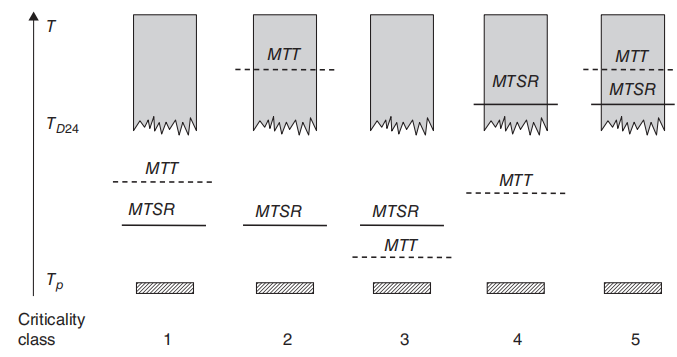 T
MTT
MTT
MTSR
MTSR
T_D24
MTT
MTT
MTSR
MTSR
MTSR
MTT
T_p
Criticality
class
1 2 3 4 5